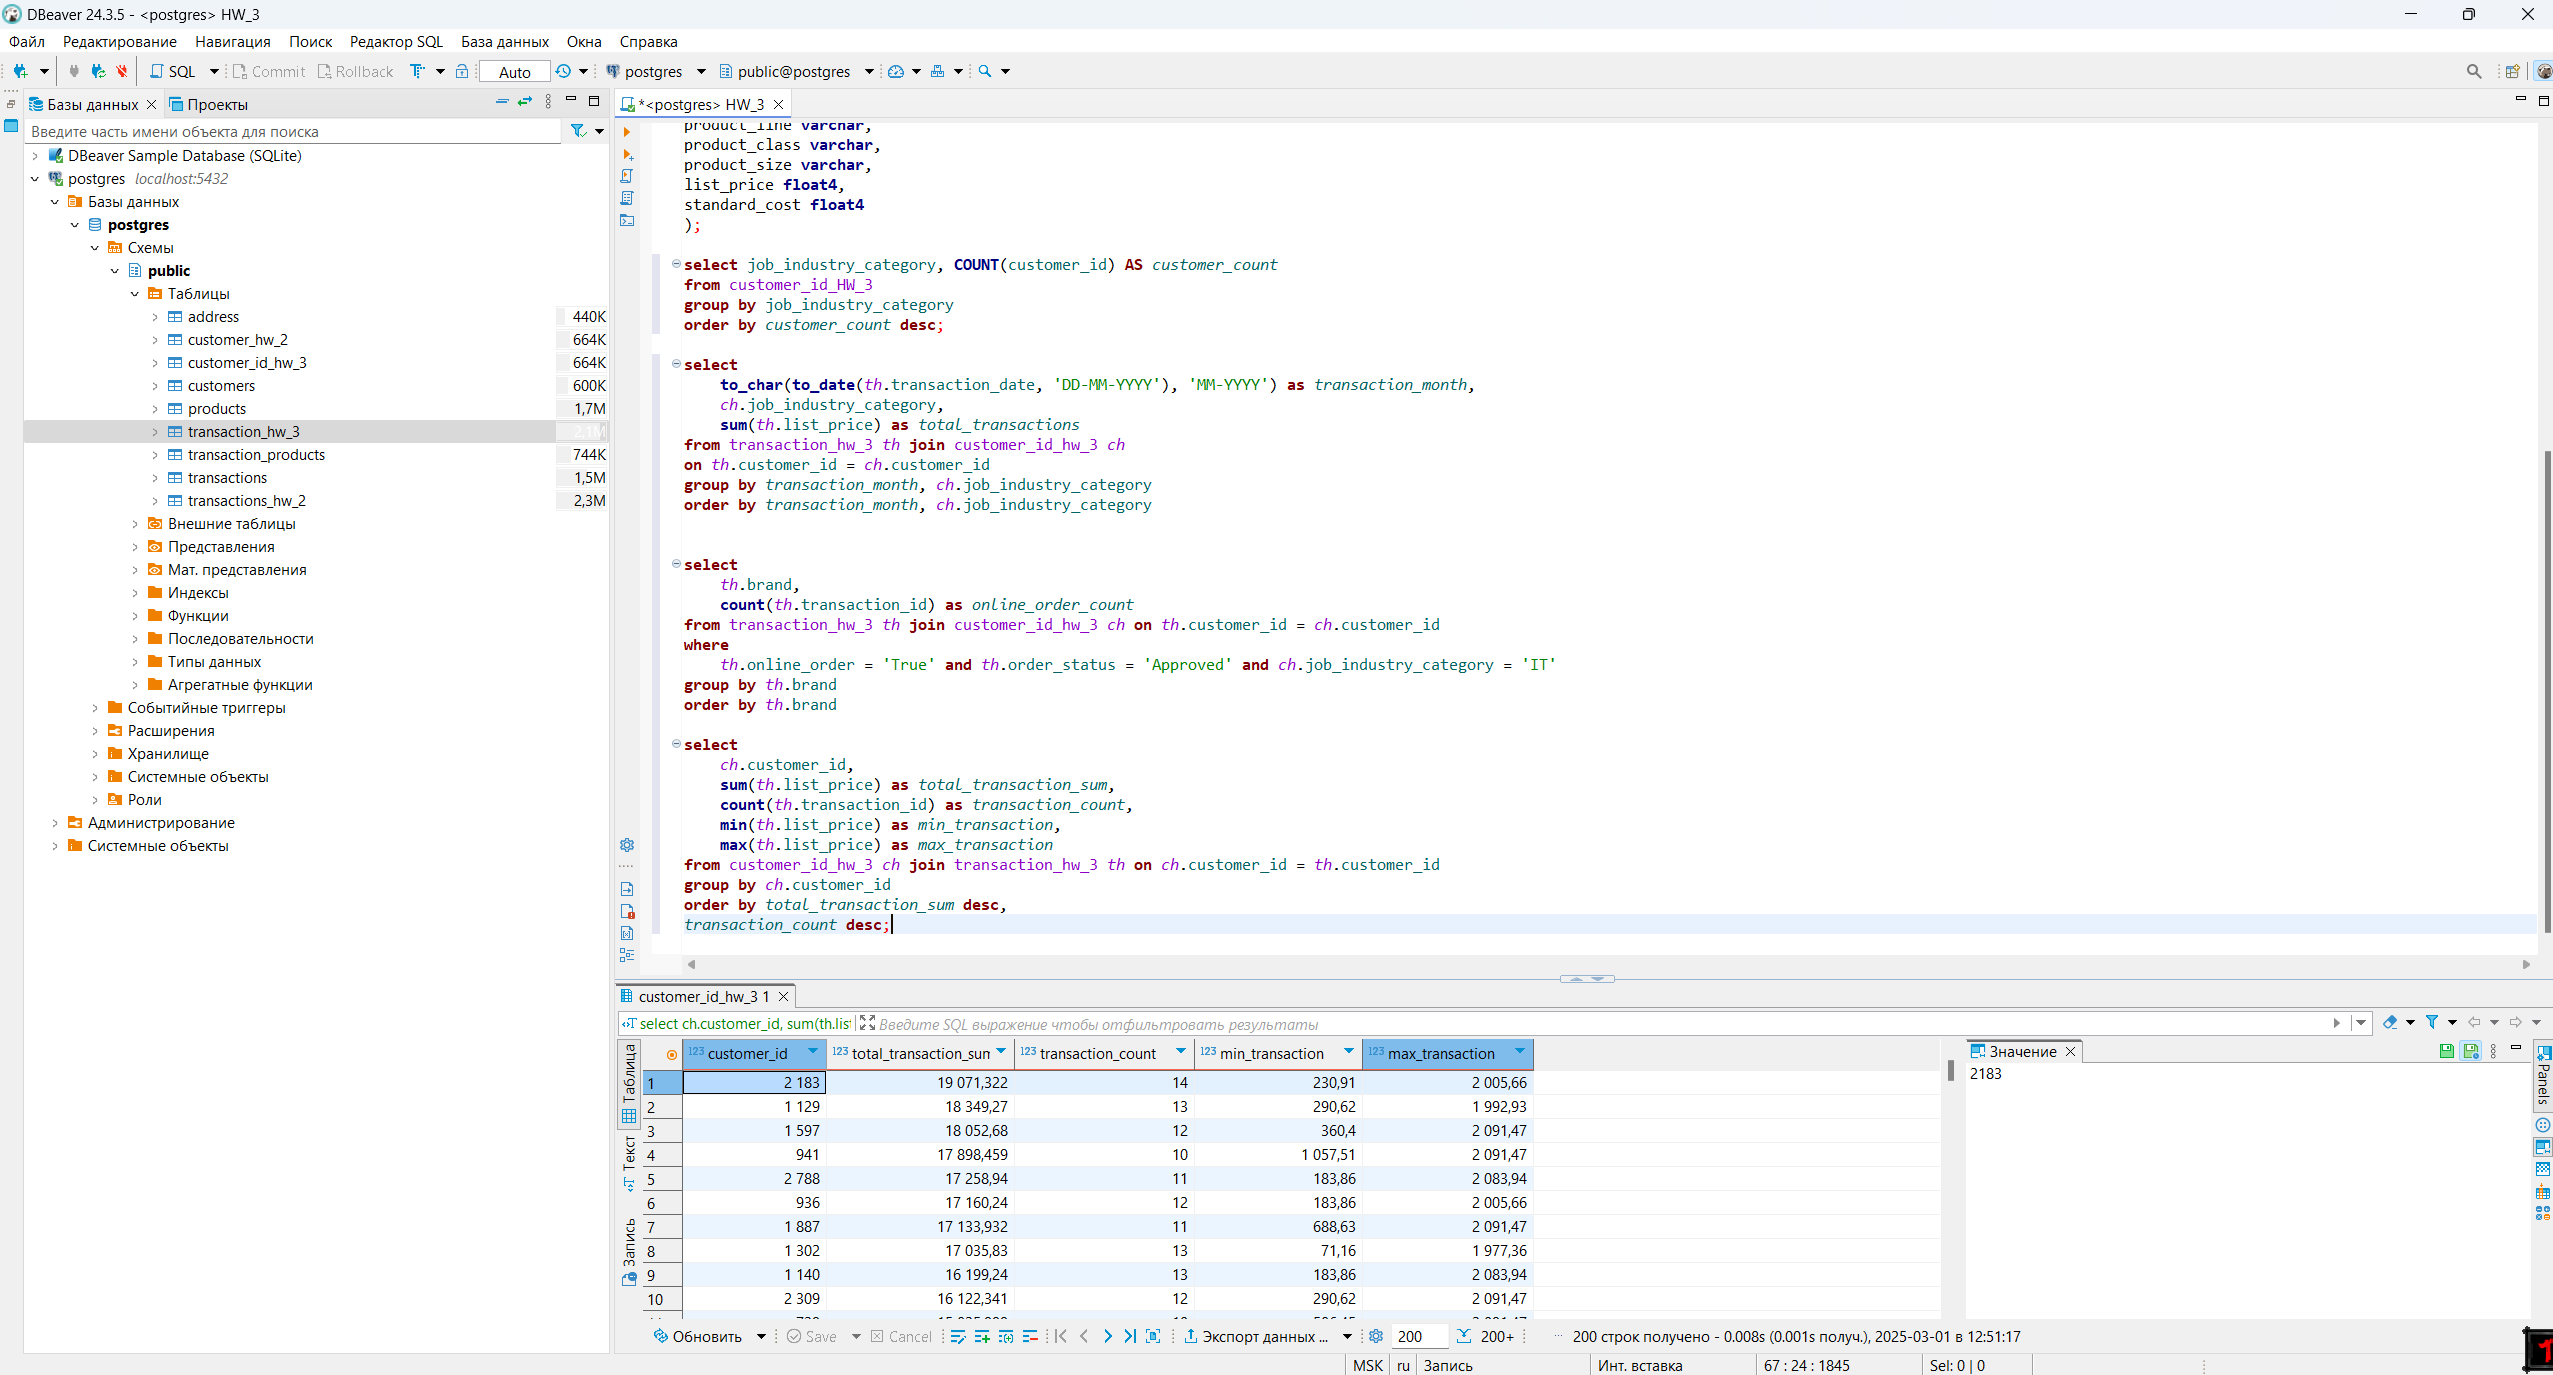 DBeaver 24.3.5 - <postgres> HW_3
Файл Редактирование Навигация Поиск Редактор SQL База данных Окна Справка
SQL Commit Rollback Auto postgres public@postgres
Базы данных Проекты
Введите часть имени объекта для поиска
DBeaver Sample Database (SQLite)
postgres localhost:5432
Базы данных
postgres
Схемы
public
Таблицы
address 440K
customer_hw_2 664K
customer_id_hw_3 664K
customers 600K
products 1,7M
transaction_hw_3 2,1M
transaction_products 744K
transactions 1,5M
transactions_hw_2 2,3M
Внешние таблицы
Представления
Мат. представления
Индексы
Функции
Последовательности
Типы данных
Агрегатные функции
Событийные триггеры
Расширения
Хранилище
Системные объекты
Роли
Администрирование
Системные объекты
*<postgres> HW_3
product_line varchar,
product_class varchar,
product_size varchar,
list_price float4,
standard_cost float4
);
select job_industry_category, COUNT(customer_id) AS customer_count
from customer_id_HW_3
group by job_industry_category
order by customer_count desc;
select
to_char(to_date(th.transaction_date, 'DD-MM-YYYY'), 'MM-YYYY') as transaction_month,
ch.job_industry_category,
sum(th.list_price) as total_transactions
from transaction_hw_3 th join customer_id_hw_3 ch
on th.customer_id = ch.customer_id
group by transaction_month, ch.job_industry_category
order by transaction_month, ch.job_industry_category
select
th.brand,
count(th.transaction_id) as online_order_count
from transaction_hw_3 th join customer_id_hw_3 ch on th.customer_id = ch.customer_id
where
th.online_order = 'True' and th.order_status = 'Approved' and ch.job_industry_category = 'IT'
group by th.brand
order by th.brand
select
ch.customer_id,
sum(th.list_price) as total_transaction_sum,
count(th.transaction_id) as transaction_count,
min(th.list_price) as min_transaction,
max(th.list_price) as max_transaction
from customer_id_hw_3 ch join transaction_hw_3 th on ch.customer_id = th.customer_id
group by ch.customer_id
order by total_transaction_sum desc,
transaction_count desc;
customer_id_hw_3 1
select ch.customer_id, sum(th.lis Введите SQL выражение чтобы отфильтровать результаты
Таблица
Текст
Запись
123 customer_id 123 total_transaction_sum 123 transaction_count 123 min_transaction 123 max_transaction
1 2 183 19 071,322 14 230,91 2 005,66
2 1 129 18 349,27 13 290,62 1 992,93
3 1 597 18 052,68 12 360,4 2 091,47
4 941 17 898,459 10 1 057,51 2 091,47
5 2 788 17 258,94 11 183,86 2 083,94
6 936 17 160,24 12 183,86 2 005,66
7 1 887 17 133,932 11 688,63 2 091,47
8 1 302 17 035,83 13 71,16 1 977,36
9 1 140 16 199,24 13 183,86 2 083,94
10 2 309 16 122,341 12 290,62 2 091,47
Значение
2183
Panels
Обновить Save Cancel Экспорт данных ... 200 200+ ... 200 строк получено - 0.008s (0.001s получ.), 2025-03-01 в 12:51:17
MSK ru Запись Инт. вставка 67 : 24 : 1845 Sel: 0 | 0